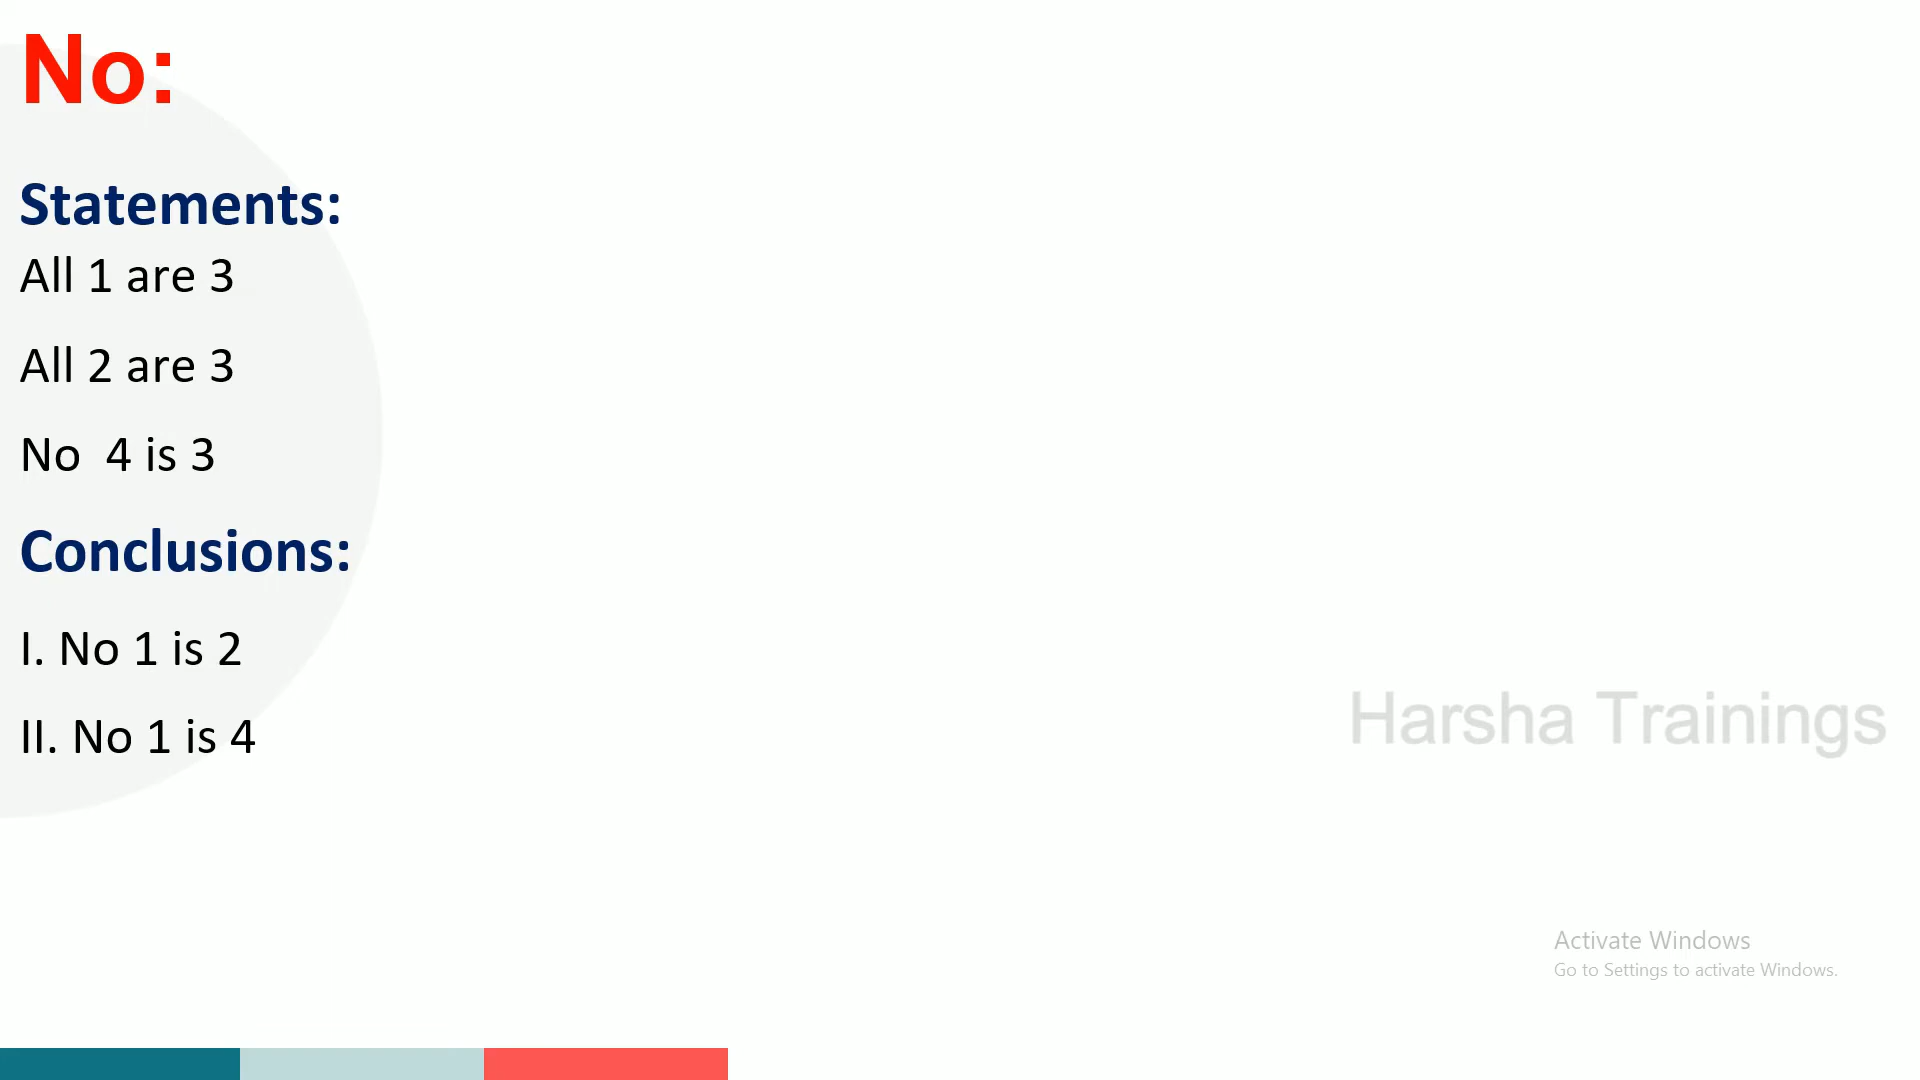 No:
Statements:
All 1 are 3
All 2 are 3
No 4 is 3
Conclusions:
I. No 1 is 2
II. No 1 is 4
Harsha Trainings
Activate Windows
Go to Settings to activate Windows.